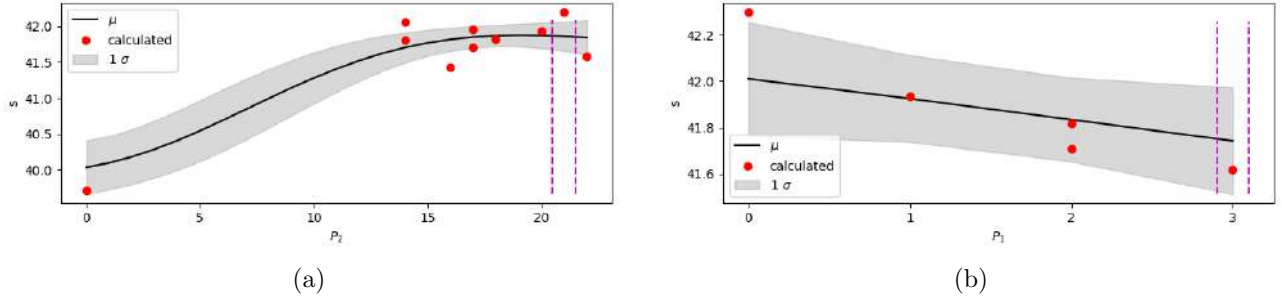 42.0
41.5
41.0
40.5
40.0
s
μ
calculated
1 σ
0 5 10 15 20
P₂
(a)
42.2
42.0
41.8
41.6
s
μ
calculated
1 σ
0 1 2 3
P₁
(b)